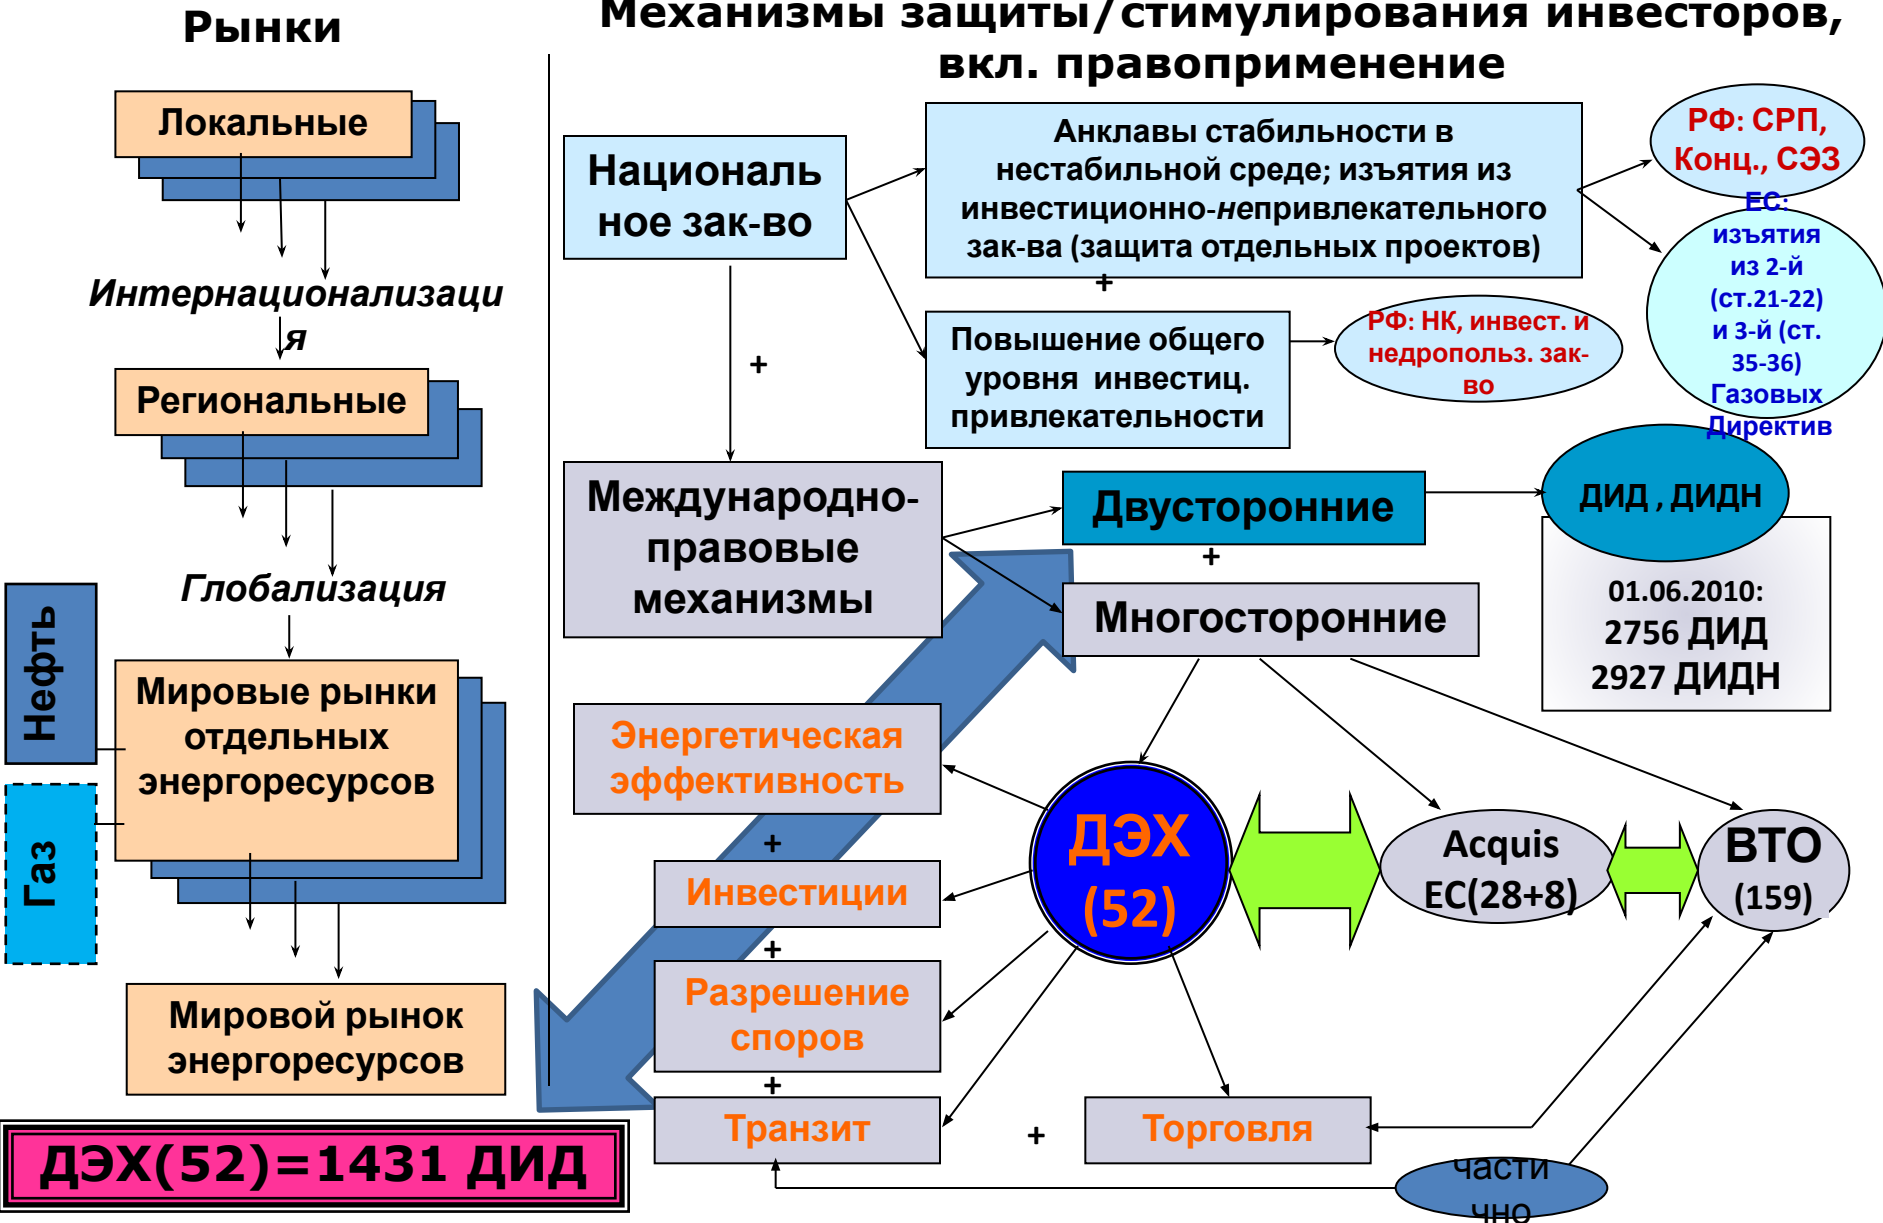 Рынки
Механизмы защиты/стимулирования инвесторов,
вкл. правоприменение
Локальные
Интернационализаци
я
Региональные
Глобализация
Нефть
Газ
Мировые рынки
отдельных
энергоресурсов
Мировой рынок
энергоресурсов
ДЭХ(52)=1431 ДИД
Националь
ное зак-во
+
Анклавы стабильности в
нестабильной среде; изъятия из
инвестиционно-непривлекательного
зак-ва (защита отдельных проектов)
+
Повышение общего
уровня инвестиц.
привлекательности
РФ: СРП,
Конц., СЭЗ
ЕС:
изъятия
из 2-й
(ст.21-22)
и 3-й (ст.
35-36)
Газовых
Директив
РФ: НК, инвест. и
недропольз. зак-
во
Международно-
правовые
механизмы
Двусторонние
+
Многосторонние
ДИД , ДИДН
01.06.2010:
2756 ДИД
2927 ДИДН
Энергетическая
эффективность
+
Инвестиции
+
Разрешение
споров
+
Транзит
+
Торговля
ДЭХ
(52)
Acquis
ЕС(28+8)
ВТО
(159)
части
чно